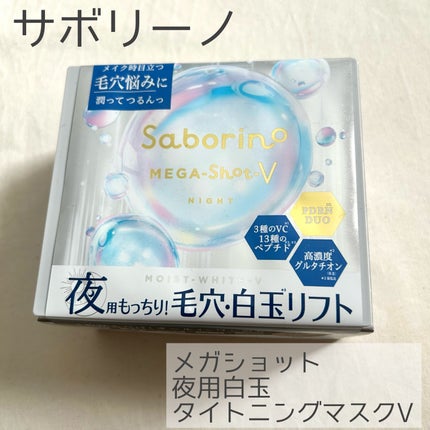 サボリーノ
メイク時目立つ
毛穴悩みに
潤ってつるんっ
Saborino
MEGA-Shot-V
NIGHT
PDRN
DUO
3種のVC
13種の
ペプチド
高濃度
グルタチオン
MOIST-WHITE-V
夜用もっちり!毛穴・白玉リフト
メガショット
夜用白玉
タイトニングマスクV